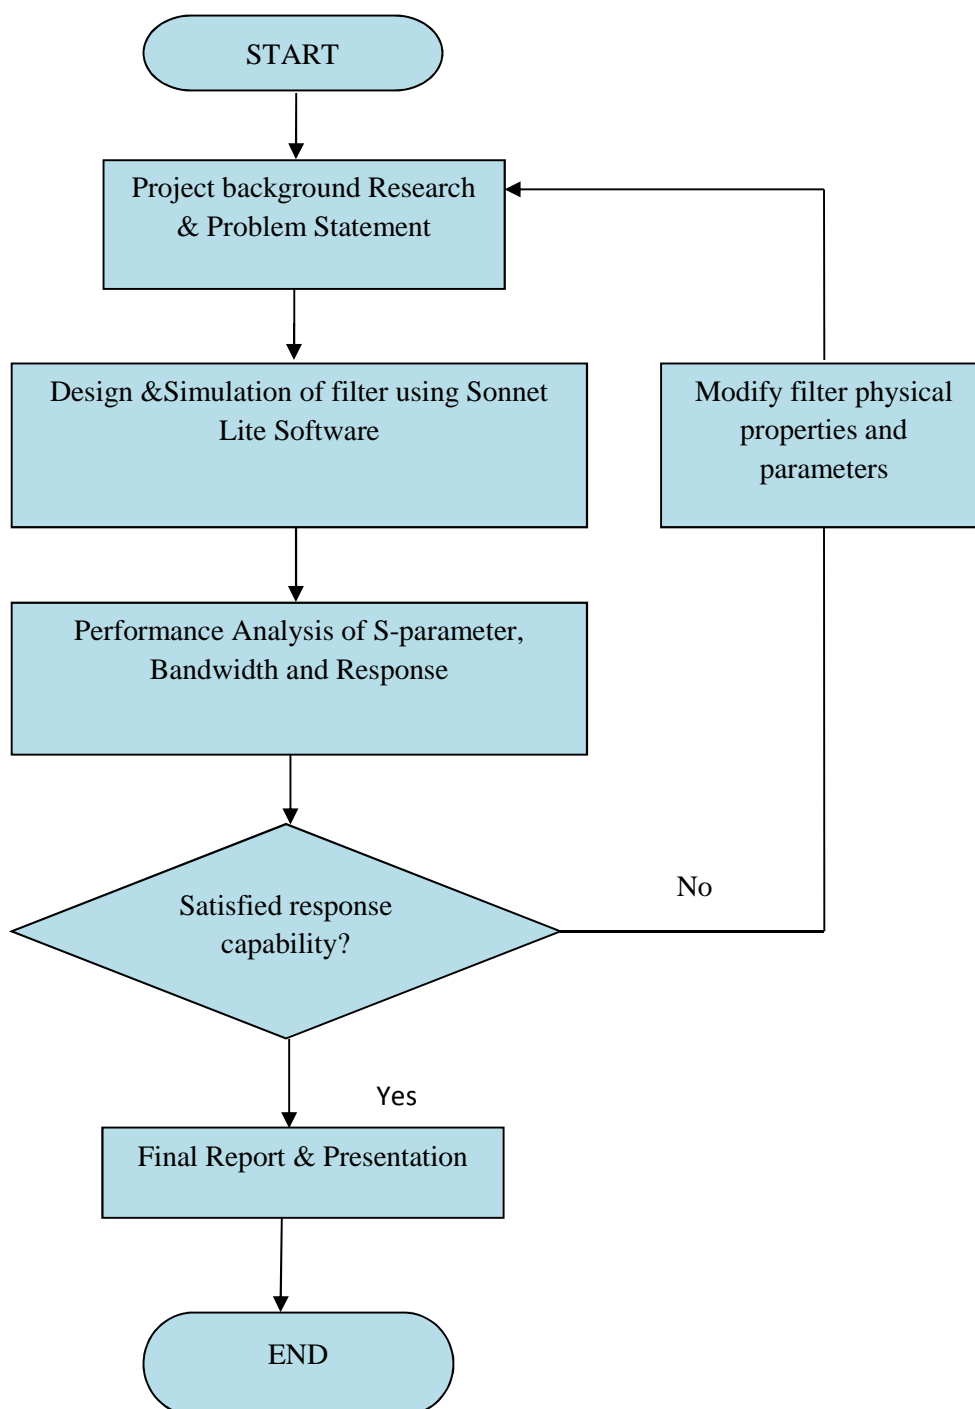 START
Project background Research
& Problem Statement
Design &Simulation of filter using Sonnet
Lite Software
Modify filter physical
properties and
parameters
Performance Analysis of S-parameter,
Bandwidth and Response
Satisfied response
capability?
No
Yes
Final Report & Presentation
END